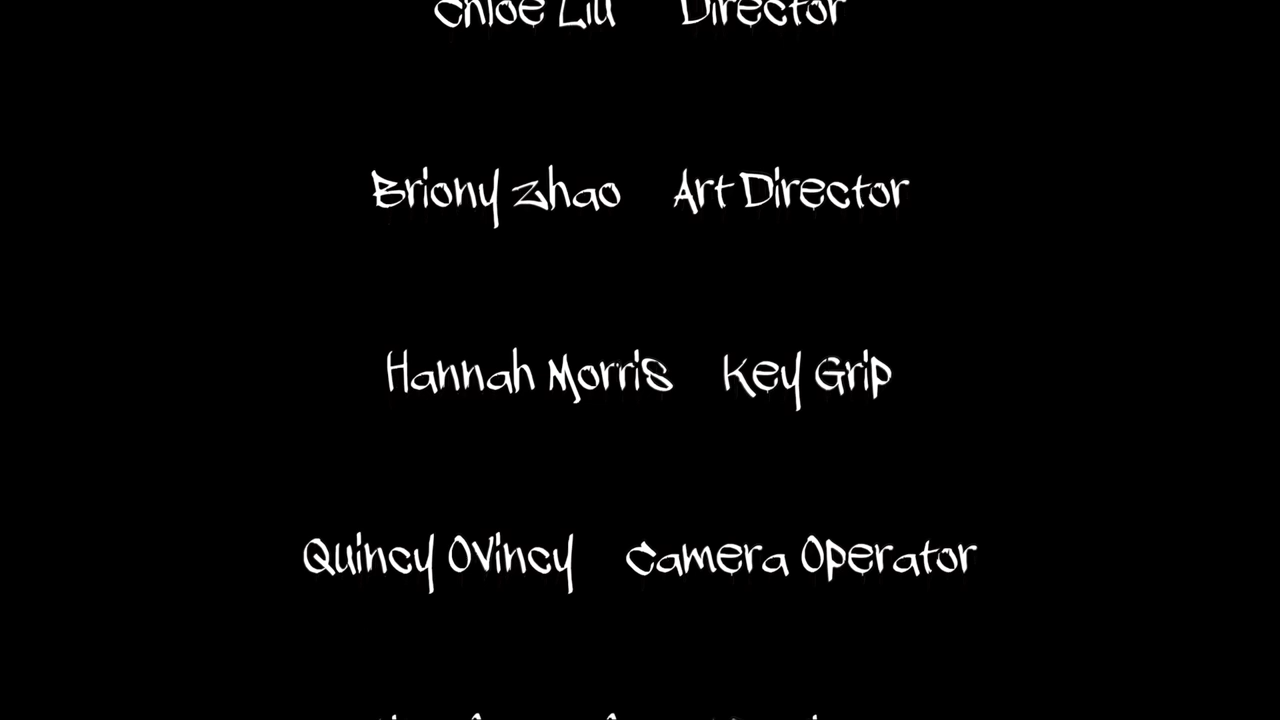 Chloe Liu Director
Briony Zhao Art Director
Hannah Morris Key Grip
Quincy OVincy Camera Operator